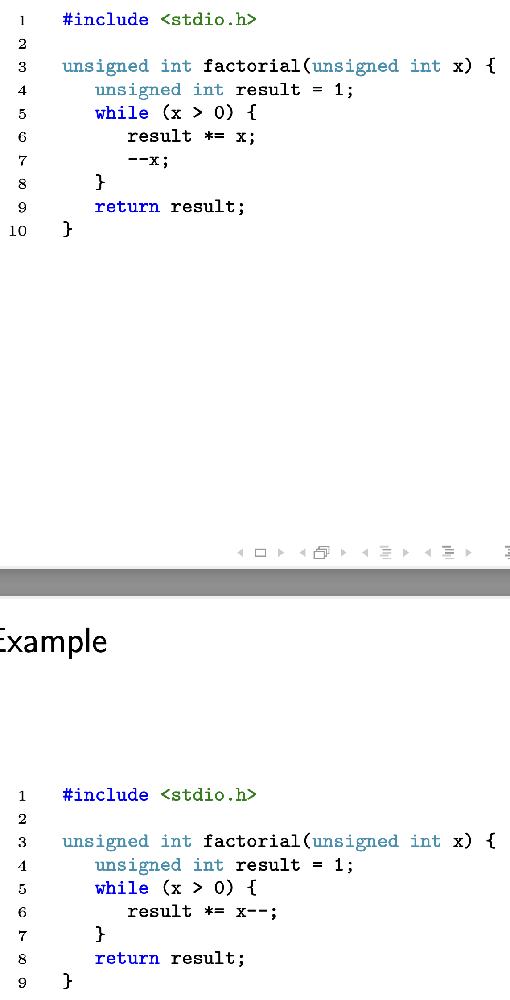 1 #include <stdio.h>
2
3 unsigned int factorial(unsigned int x) {
4 unsigned int result = 1;
5 while (x > 0) {
6 result *= x;
7 --x;
8 }
9 return result;
10 }
Example
1 #include <stdio.h>
2
3 unsigned int factorial(unsigned int x) {
4 unsigned int result = 1;
5 while (x > 0) {
6 result *= x--;
7 }
8 return result;
9 }